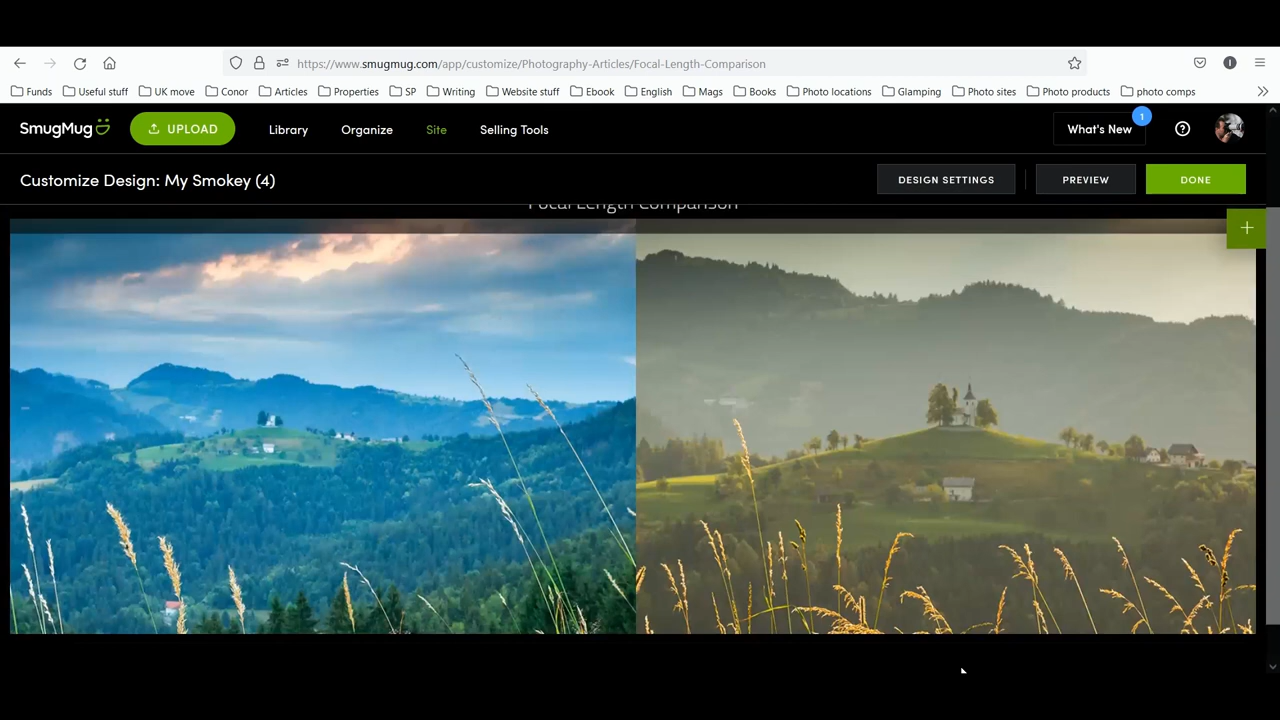 https://www.smugmug.com/app/customize/Photography-Articles/Focal-Length-Comparison
Funds Useful stuff UK move Conor Articles Properties SP Writing Website stuff Ebook English Mags Books Photo locations Glamping Photo sites Photo products photo comps
SmugMug UPLOAD Library Organize Site Selling Tools What's New 1
Customize Design: My Smokey (4) DESIGN SETTINGS PREVIEW DONE
Focal Length Comparison